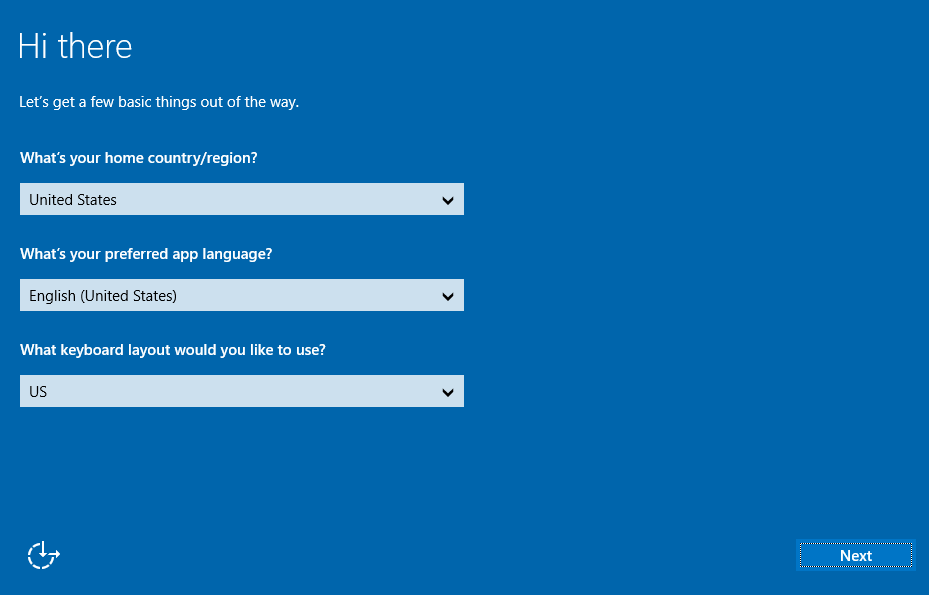 Hi there
Let's get a few basic things out of the way.
What's your home country/region?
United States
What's your preferred app language?
English (United States)
What keyboard layout would you like to use?
US
Next